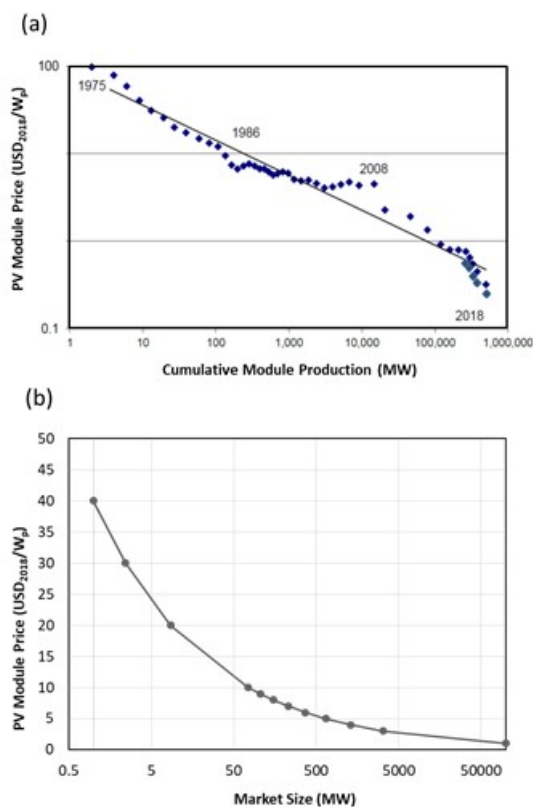 (a)
100
1975
1986
2008
2018
0.1
PV Module Price (USD2018/Wp)
1 10 100 1,000 10,000 100,000 1,000,000
Cumulative Module Production (MW)
(b)
50
45
40
35
30
25
20
15
10
5
0
PV Module Price (USD2018/Wp)
0.5 5 50 500 5000 50000
Market Size (MW)